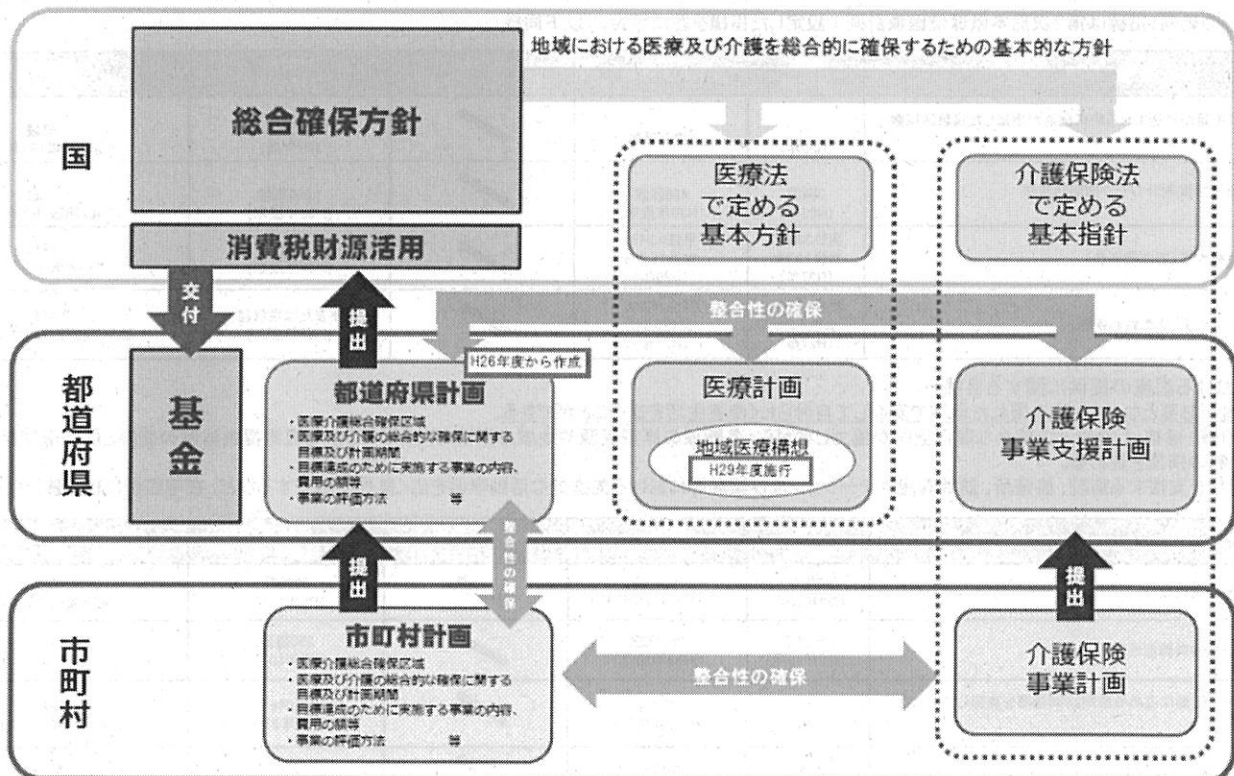 地域における医療及び介護を総合的に確保するための基本的な方針
国
総合確保方針
消費税財源活用
医療法
で定める
基本方針
介護保険法
で定める
基本指針
交付
提出
整合性の確保
都道府県
基金
H26年度から作成
都道府県計画
・医療介護総合確保区域
・医療及び介護の総合的な確保に関する
目標及び計画期間
・目標達成のために実施する事業の内容、
費用の額等
・事業の評価方法 等
医療計画
地域医療構想
H29年度施行
介護保険
事業支援計画
提出
整合性の確保
提出
市町村
市町村計画
・医療介護総合確保区域
・医療及び介護の総合的な確保に関する
目標及び計画期間
・目標達成のために実施する事業の内容、
費用の額等
・事業の評価方法 等
整合性の確保
介護保険
事業計画